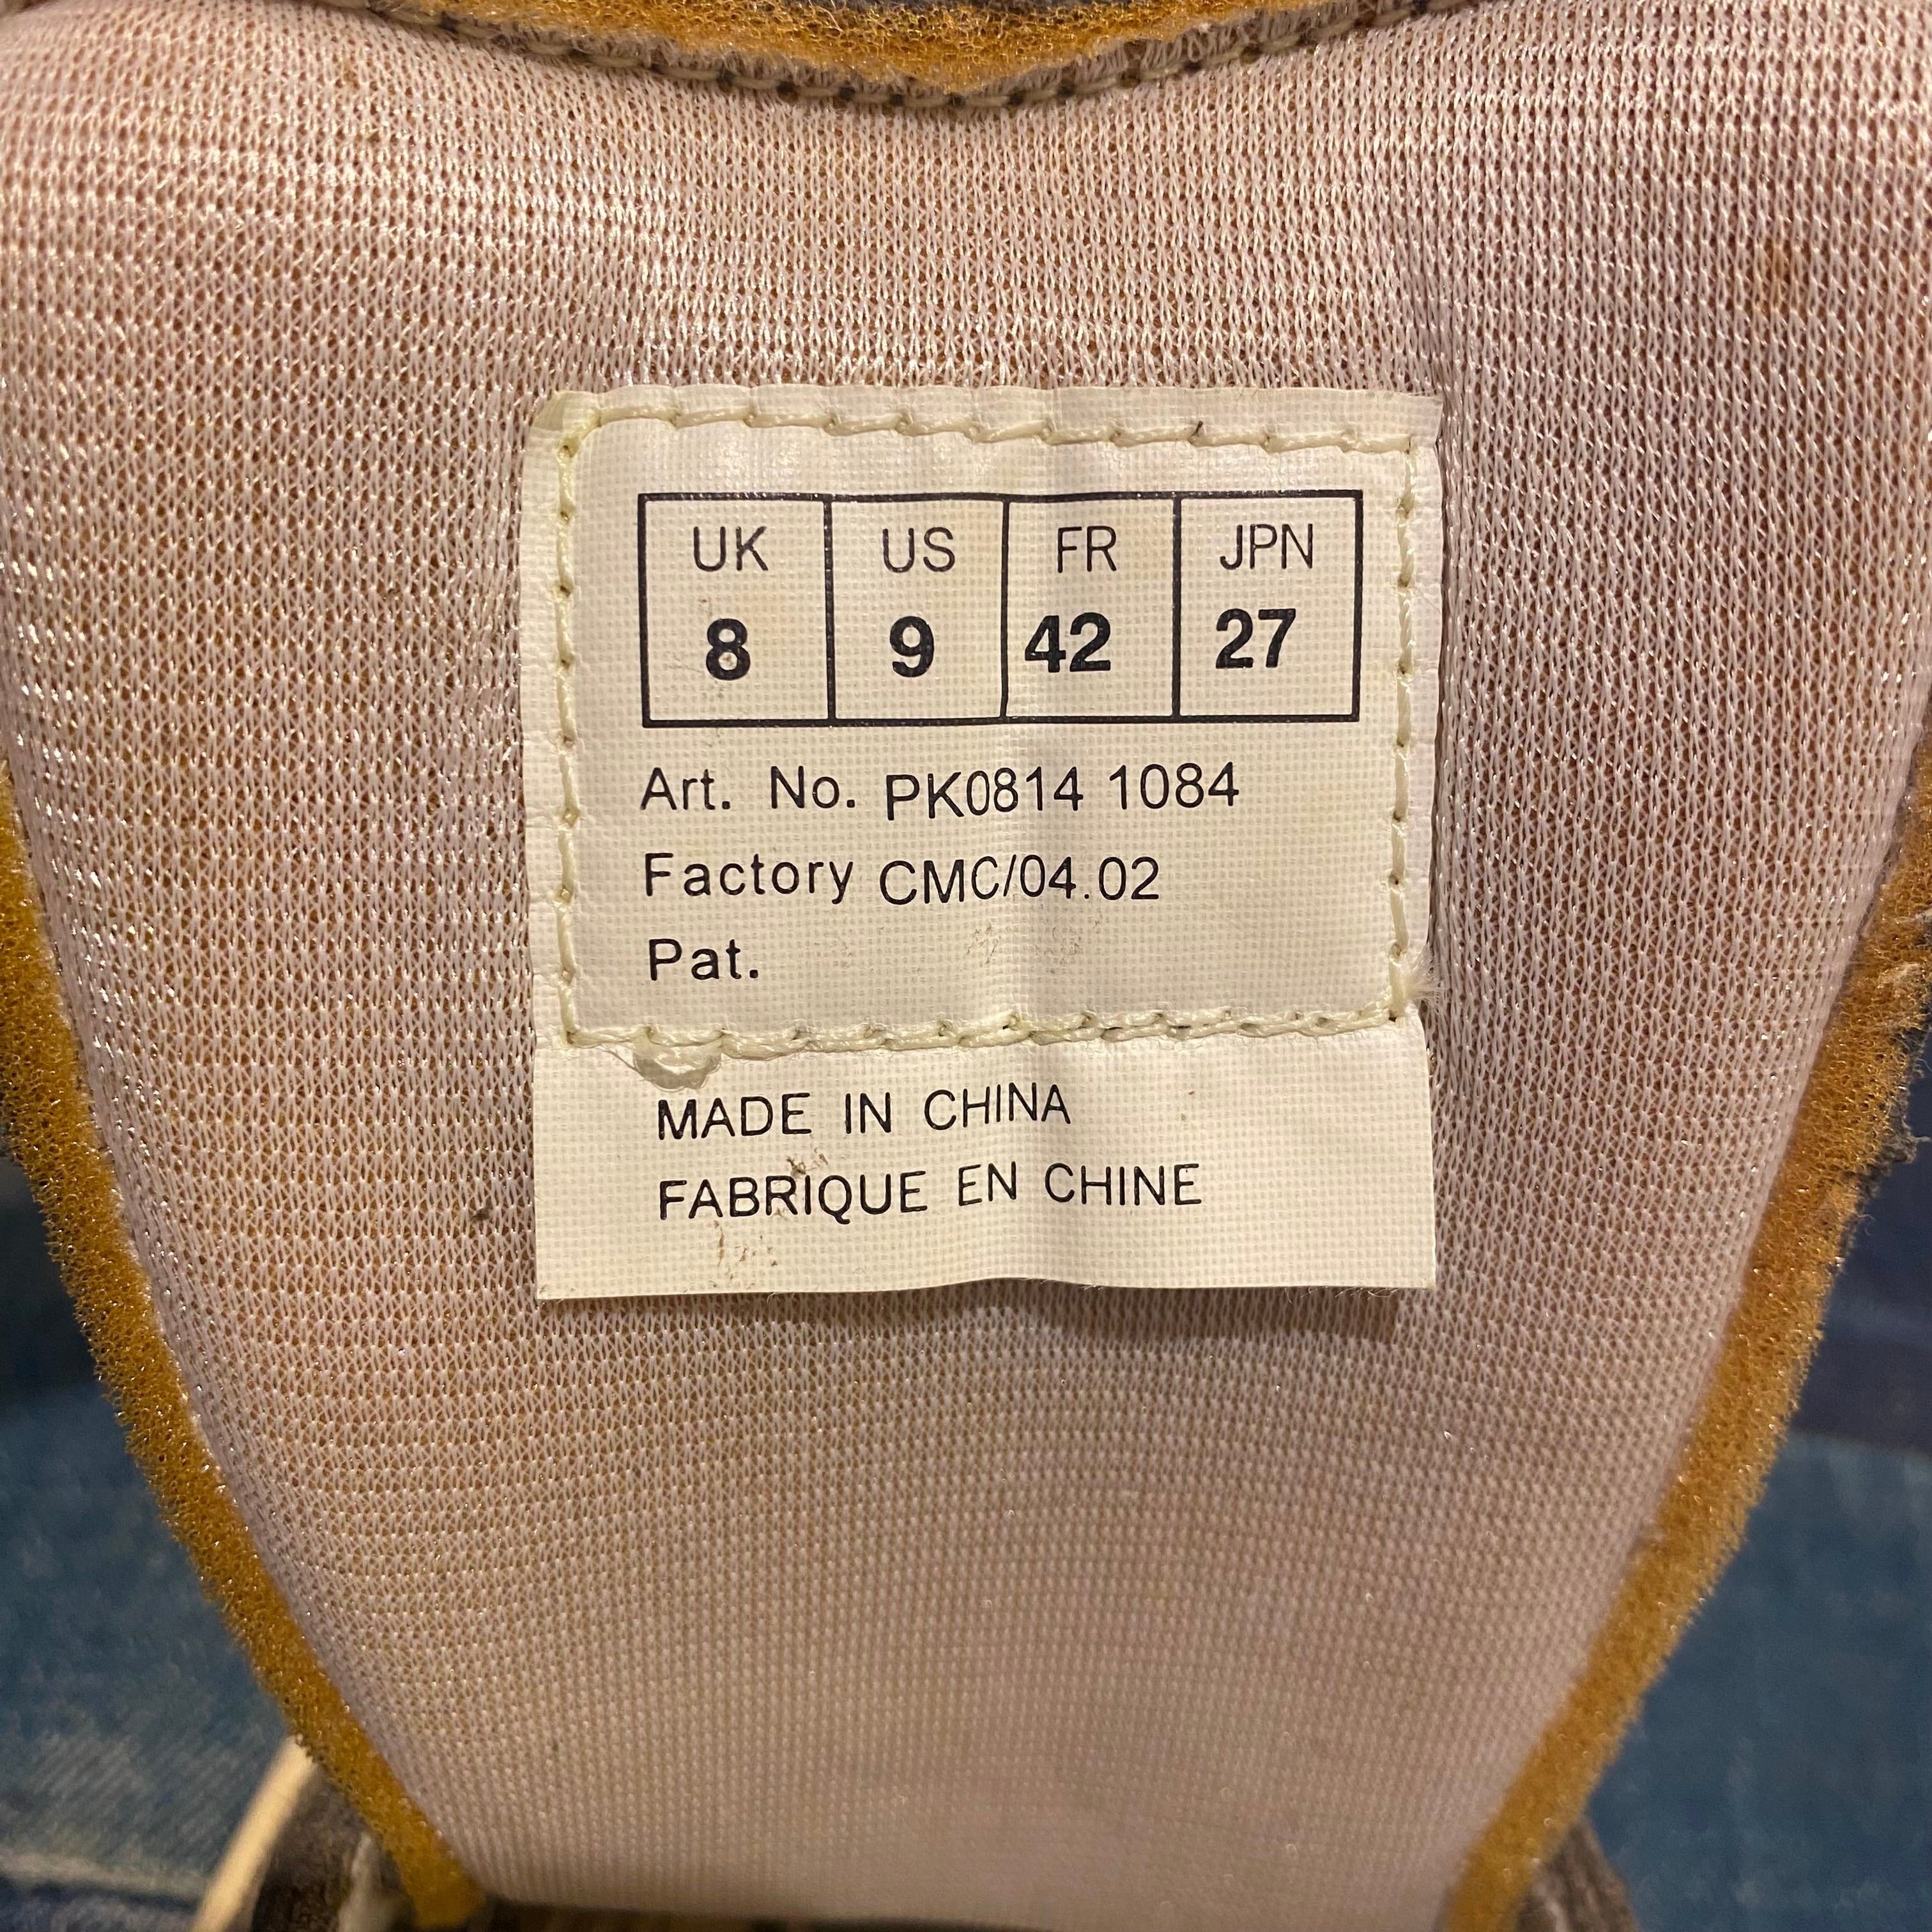 UK US FR JPN
8 9 42 27
Art. No. PK0814 1084
Factory CMC/04.02
Pat.
MADE IN CHINA
FABRIQUE EN CHINE